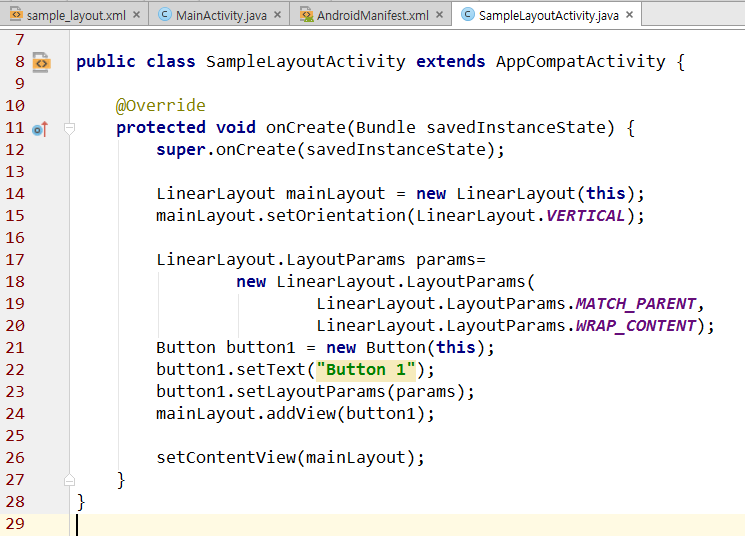 sample_layout.xml × MainActivity.java × AndroidManifest.xml × SampleLayoutActivity.java ×
7
8 public class SampleLayoutActivity extends AppCompatActivity {
9
10 @Override
11 protected void onCreate(Bundle savedInstanceState) {
12 super.onCreate(savedInstanceState);
13
14 LinearLayout mainLayout = new LinearLayout(this);
15 mainLayout.setOrientation(LinearLayout.VERTICAL);
16
17 LinearLayout.LayoutParams params=
18 new LinearLayout.LayoutParams(
19 LinearLayout.LayoutParams.MATCH_PARENT,
20 LinearLayout.LayoutParams.WRAP_CONTENT);
21 Button button1 = new Button(this);
22 button1.setText("Button 1");
23 button1.setLayoutParams(params);
24 mainLayout.addView(button1);
25
26 setContentView(mainLayout);
27 }
28 }
29